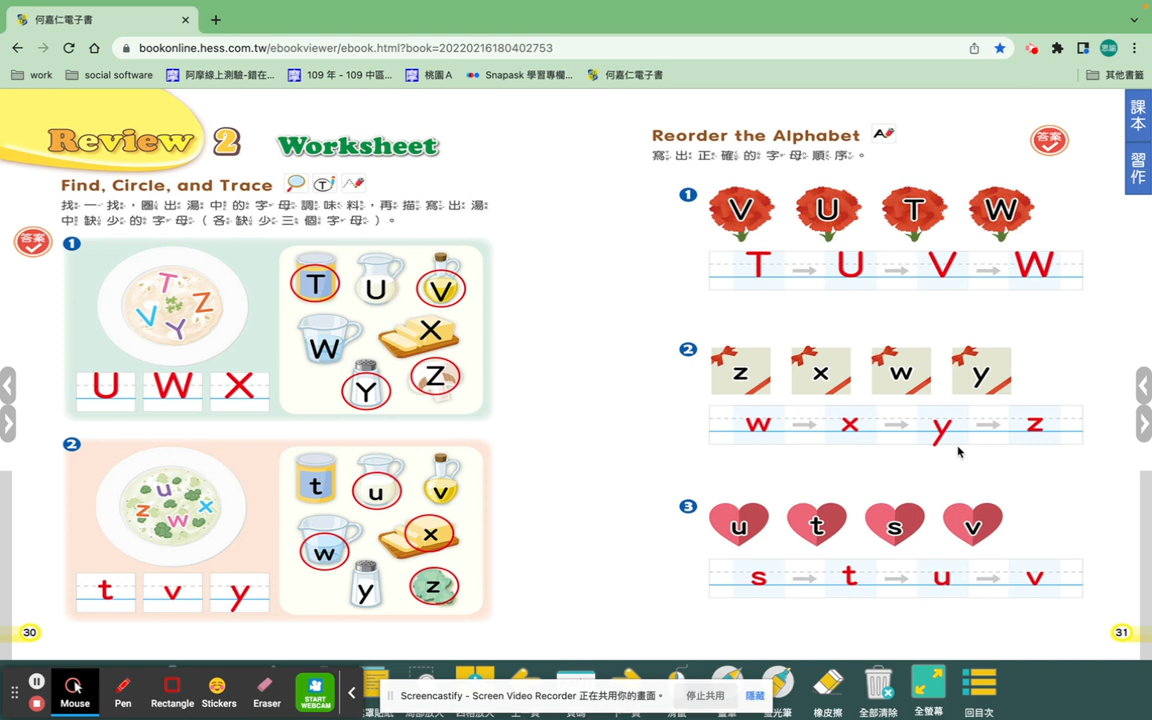 何嘉仁電子書
bookonline.hess.com.tw/ebookviewer/ebook.html?book=20220216180402753
work
social software
阿摩線上測驗-錯在...
109 年 - 109 中區...
桃園A
Snapask 學習專欄...
何嘉仁電子書
其他書籤
Review 2 Worksheet
Find, Circle, and Trace
找一找，圈出湯中的字母調味料，再描寫出湯
中缺少的字母（各缺少三個字母）。
答案
1
T
Z
V
Y
T U V
W X
Y Z
U W X
2
u
z
x
w
t u v
w x
y z
t v y
30
Reorder the Alphabet
寫出正確的字母順序。
答案
課本
習作
1
V U T W
T → U → V → W
2
z x w y
w → x → y → z
3
u t s v
s → t → u → v
31
Mouse
Pen
Rectangle
Stickers
Eraser
START
WEBCAM
Screencastify - Screen Video Recorder 正在共用你的畫面。
停止共用
隱藏
橡皮擦
全部清除
全螢幕
回目次